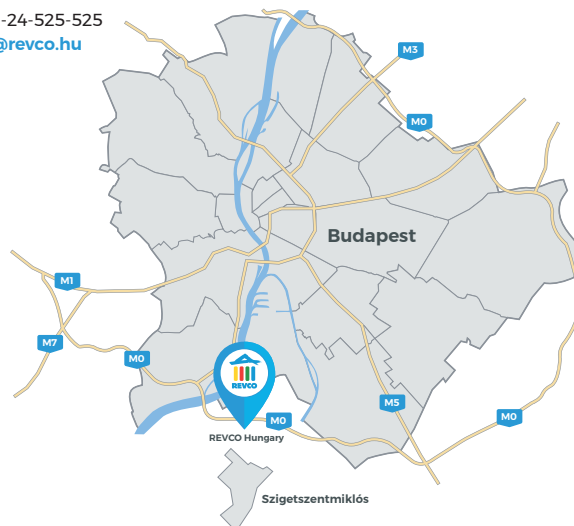 -24-525-525
@revco.hu
M3
M0
Budapest
M1
M7
M0
REVCO
M5
M0
M0
REVCO Hungary
Szigetszentmiklós